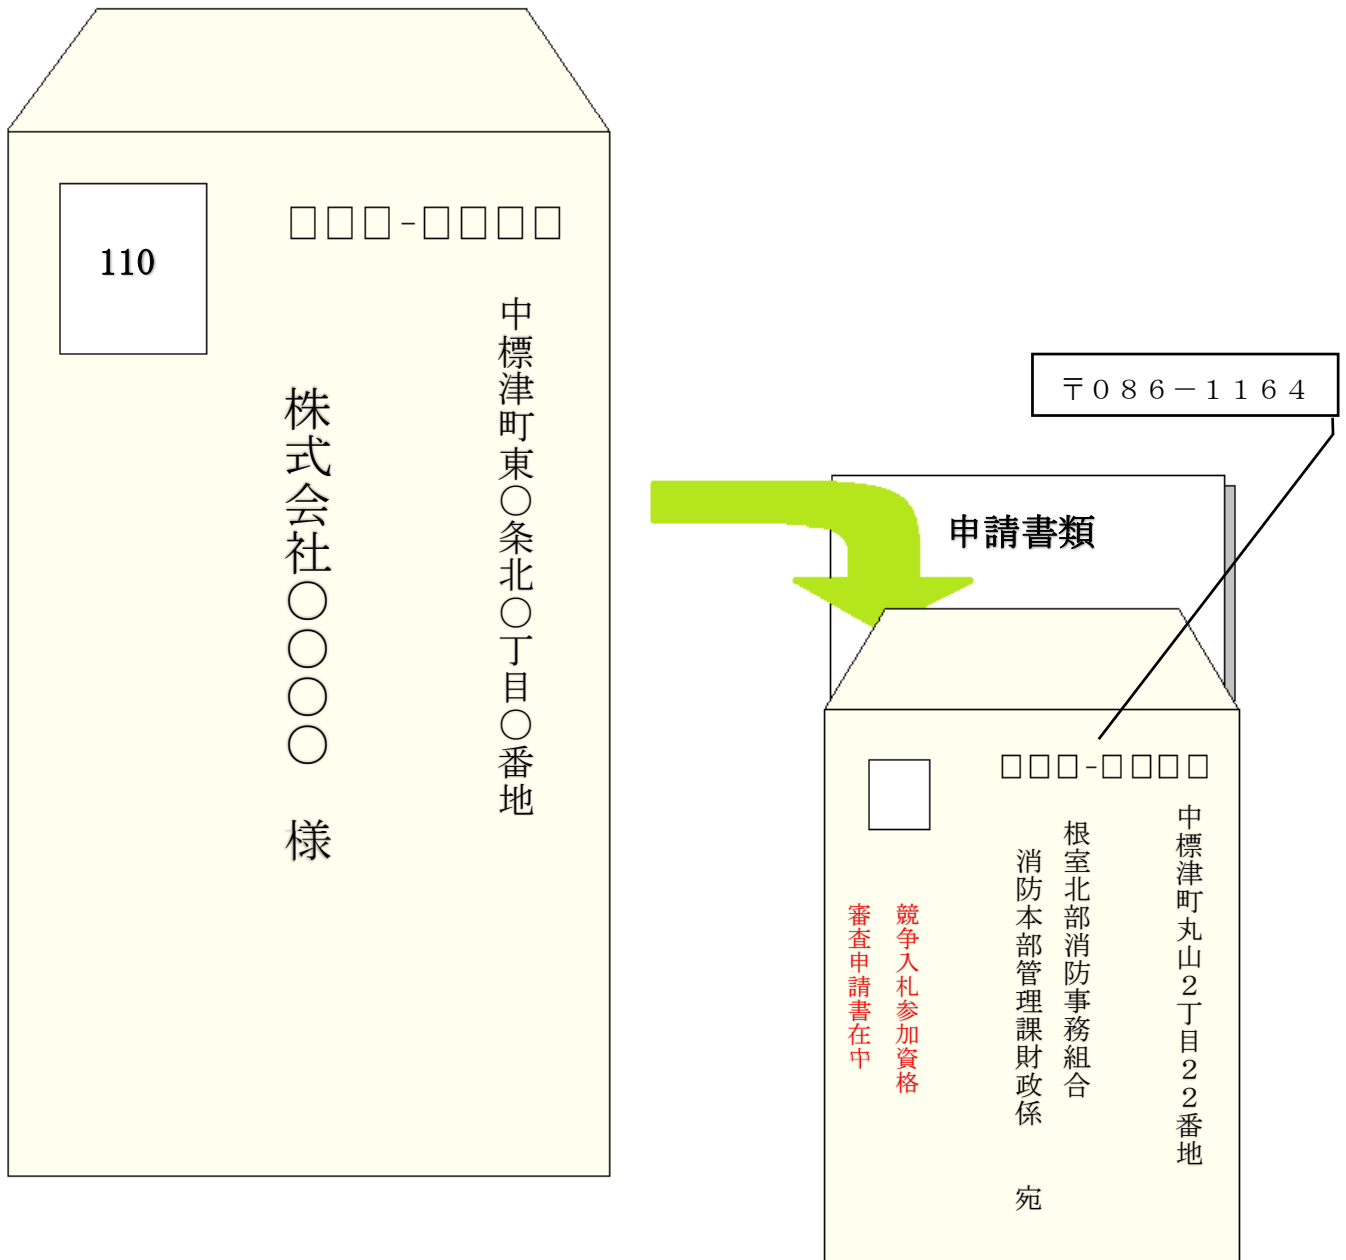 110
□□□-□□□□
中標津町東○条北○丁目○番地
株式会社○○○○　様
〒０８６－１１６４
申請書類
□□□-□□□□
中標津町丸山２丁目２２番地
根室北部消防事務組合
消防本部管理課財政係　宛
競争入札参加資格
審査申請書在中